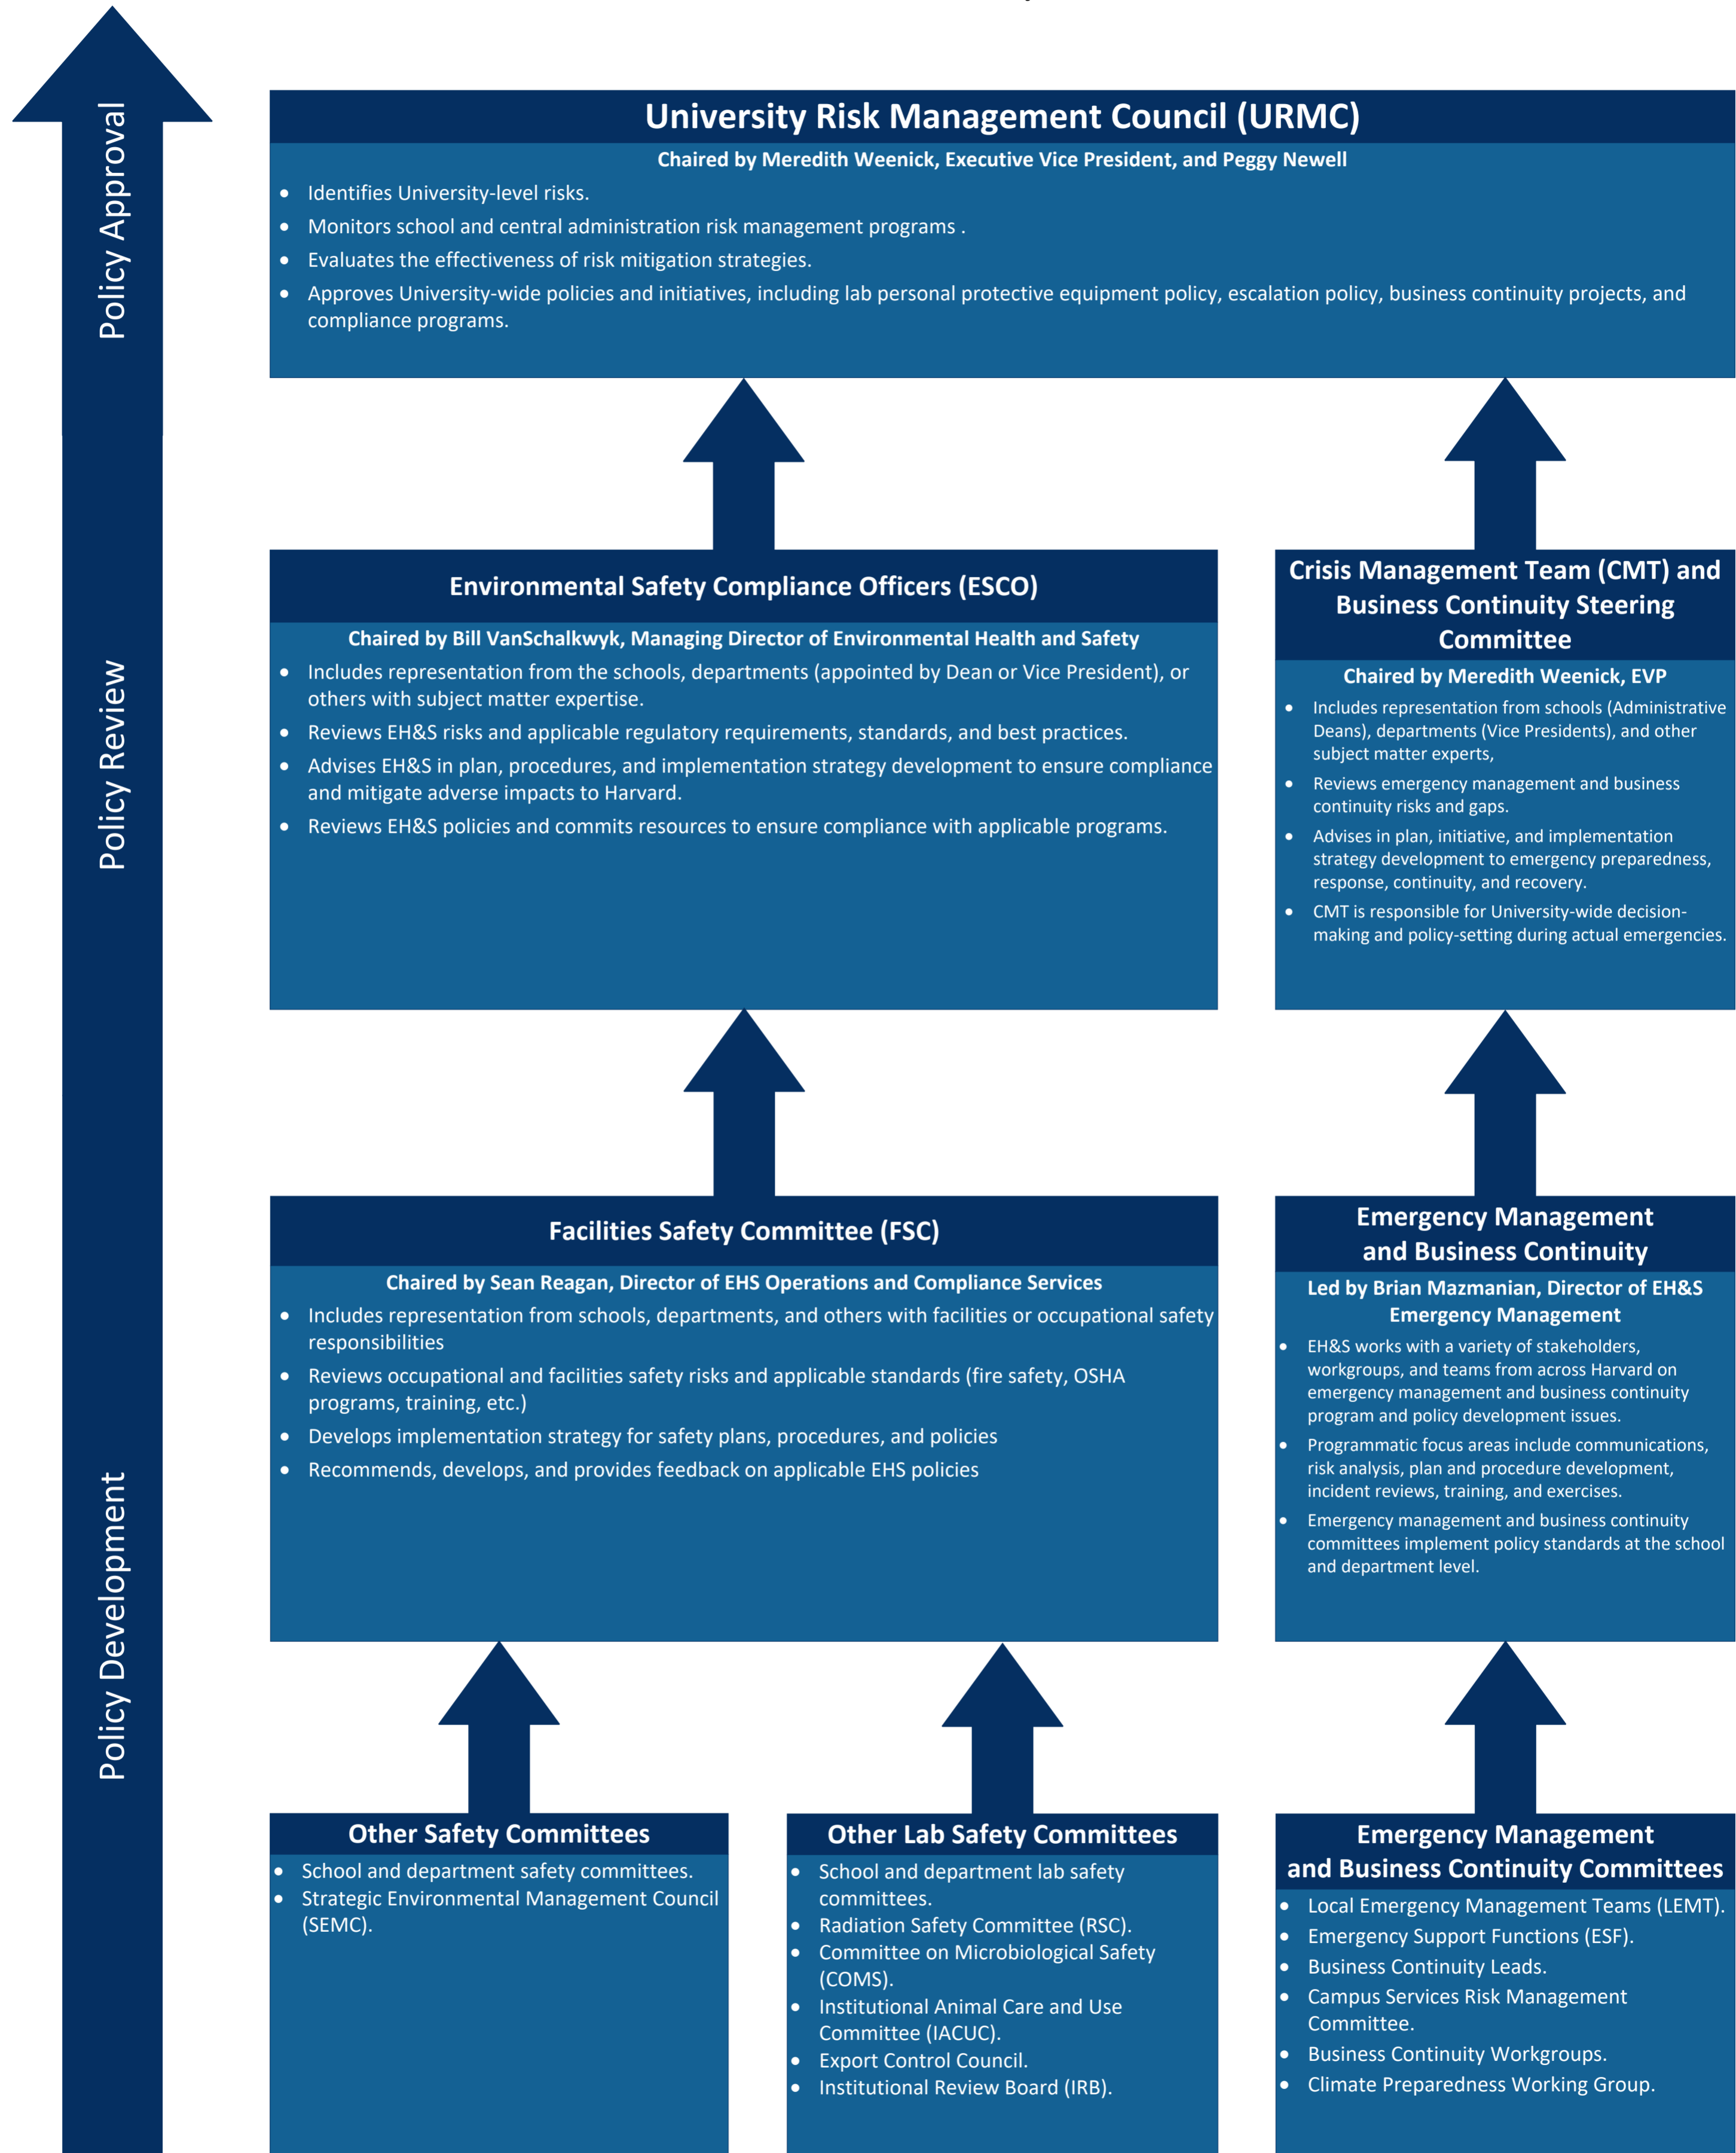 Policy Approval
University Risk Management Council (URMC)
Chaired by Meredith Weenick, Executive Vice President, and Peggy Newell
• Identifies University-level risks.
• Monitors school and central administration risk management programs .
• Evaluates the effectiveness of risk mitigation strategies.
• Approves University-wide policies and initiatives, including lab personal protective equipment policy, escalation policy, business continuity projects, and
compliance programs.
Policy Review
Environmental Safety Compliance Officers (ESCO)
Chaired by Bill VanSchalkwyk, Managing Director of Environmental Health and Safety
• Includes representation from the schools, departments (appointed by Dean or Vice President), or
others with subject matter expertise.
• Reviews EH&S risks and applicable regulatory requirements, standards, and best practices.
• Advises EH&S in plan, procedures, and implementation strategy development to ensure compliance
and mitigate adverse impacts to Harvard.
• Reviews EH&S policies and commits resources to ensure compliance with applicable programs.
Crisis Management Team (CMT) and
Business Continuity Steering
Committee
Chaired by Meredith Weenick, EVP
• Includes representation from schools (Administrative
Deans), departments (Vice Presidents), and other
subject matter experts,
• Reviews emergency management and business
continuity risks and gaps.
• Advises in plan, initiative, and implementation
strategy development to emergency preparedness,
response, continuity, and recovery.
• CMT is responsible for University-wide decision-
making and policy-setting during actual emergencies.
Policy Development
Facilities Safety Committee (FSC)
Chaired by Sean Reagan, Director of EHS Operations and Compliance Services
• Includes representation from schools, departments, and others with facilities or occupational safety
responsibilities
• Reviews occupational and facilities safety risks and applicable standards (fire safety, OSHA
programs, training, etc.)
• Develops implementation strategy for safety plans, procedures, and policies
• Recommends, develops, and provides feedback on applicable EHS policies
Emergency Management
and Business Continuity
Led by Brian Mazmanian, Director of EH&S
Emergency Management
• EH&S works with a variety of stakeholders,
workgroups, and teams from across Harvard on
emergency management and business continuity
program and policy development issues.
• Programmatic focus areas include communications,
risk analysis, plan and procedure development,
incident reviews, training, and exercises.
• Emergency management and business continuity
committees implement policy standards at the school
and department level.
Other Safety Committees
• School and department safety committees.
• Strategic Environmental Management Council
(SEMC).
Other Lab Safety Committees
• School and department lab safety
committees.
• Radiation Safety Committee (RSC).
• Committee on Microbiological Safety
(COMS).
• Institutional Animal Care and Use
Committee (IACUC).
• Export Control Council.
• Institutional Review Board (IRB).
Emergency Management
and Business Continuity Committees
• Local Emergency Management Teams (LEMT).
• Emergency Support Functions (ESF).
• Business Continuity Leads.
• Campus Services Risk Management
Committee.
• Business Continuity Workgroups.
• Climate Preparedness Working Group.